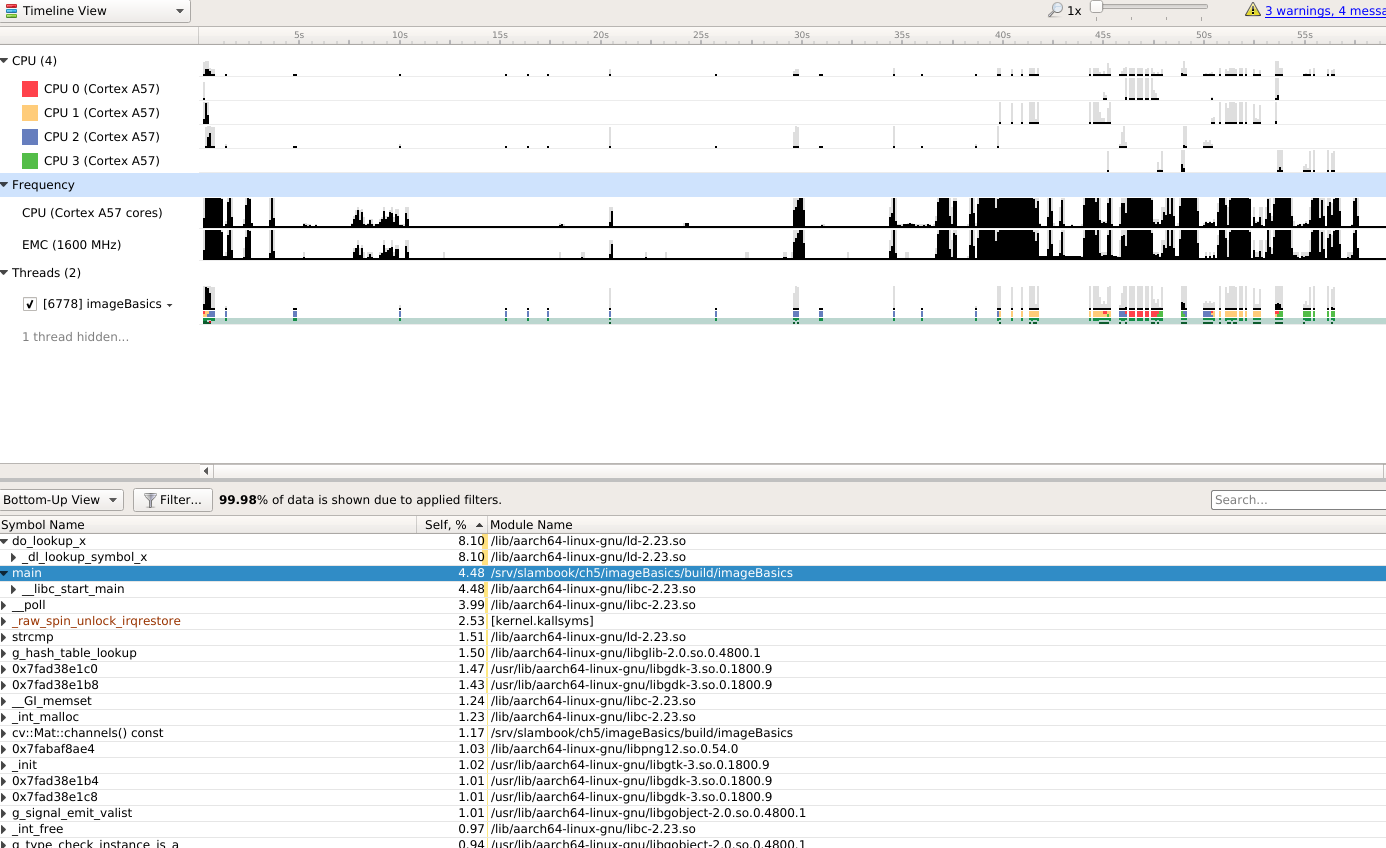 Timeline View 1x 3 warnings, 4 messa
5s 10s 15s 20s 25s 30s 35s 40s 45s 50s 55s
CPU (4)
CPU 0 (Cortex A57)
CPU 1 (Cortex A57)
CPU 2 (Cortex A57)
CPU 3 (Cortex A57)
Frequency
CPU (Cortex A57 cores)
EMC (1600 MHz)
Threads (2)
[6778] imageBasics
1 thread hidden...
Bottom-Up View Filter... 99.98% of data is shown due to applied filters. Search...
Symbol Name Self, % Module Name
do_lookup_x 8.10 /lib/aarch64-linux-gnu/ld-2.23.so
_dl_lookup_symbol_x 8.10 /lib/aarch64-linux-gnu/ld-2.23.so
main 4.48 /srv/slambook/ch5/imageBasics/build/imageBasics
__libc_start_main 4.48 /lib/aarch64-linux-gnu/libc-2.23.so
__poll 3.99 /lib/aarch64-linux-gnu/libc-2.23.so
_raw_spin_unlock_irqrestore 2.53 [kernel.kallsyms]
strcmp 1.51 /lib/aarch64-linux-gnu/ld-2.23.so
g_hash_table_lookup 1.50 /lib/aarch64-linux-gnu/libglib-2.0.so.0.4800.1
0x7fad38e1c0 1.47 /usr/lib/aarch64-linux-gnu/libgdk-3.so.0.1800.9
0x7fad38e1b8 1.43 /usr/lib/aarch64-linux-gnu/libgdk-3.so.0.1800.9
__GI_memset 1.24 /lib/aarch64-linux-gnu/libc-2.23.so
_int_malloc 1.23 /lib/aarch64-linux-gnu/libc-2.23.so
cv::Mat::channels() const 1.17 /srv/slambook/ch5/imageBasics/build/imageBasics
0x7fabaf8ae4 1.03 /lib/aarch64-linux-gnu/libpng12.so.0.54.0
_init 1.02 /usr/lib/aarch64-linux-gnu/libgtk-3.so.0.1800.9
0x7fad38e1b4 1.01 /usr/lib/aarch64-linux-gnu/libgdk-3.so.0.1800.9
0x7fad38e1c8 1.01 /usr/lib/aarch64-linux-gnu/libgdk-3.so.0.1800.9
g_signal_emit_valist 1.01 /usr/lib/aarch64-linux-gnu/libgobject-2.0.so.0.4800.1
_int_free 0.97 /lib/aarch64-linux-gnu/libc-2.23.so
g_type_check_instance_is_a 0.94 /usr/lib/aarch64-linux-gnu/libgobject-2.0.so.0.4800.1